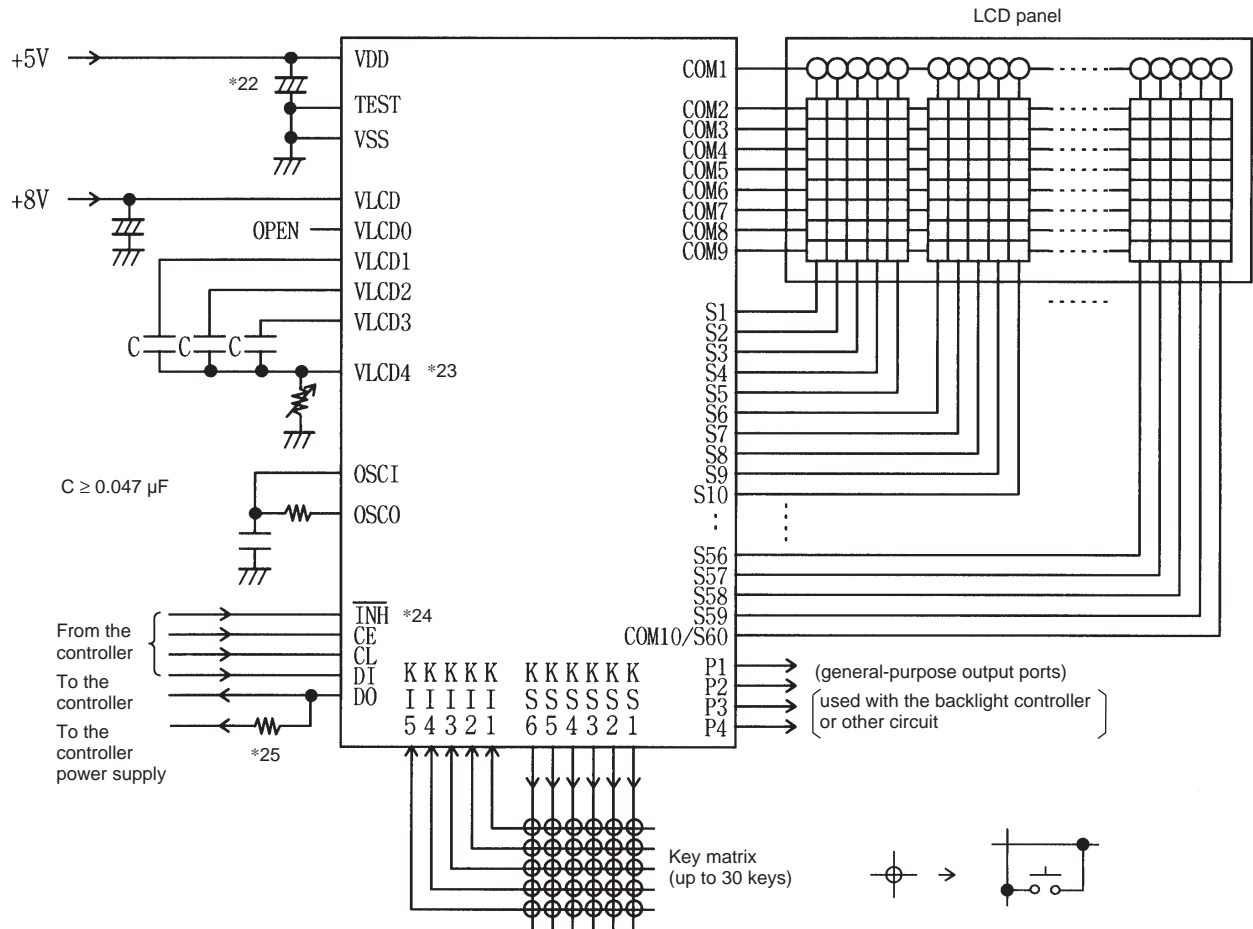 LCD panel
+5V
*22
VDD
TEST
VSS
+8V
VLCD
OPEN
VLCD0
VLCD1
VLCD2
VLCD3
C C C
VLCD4 *23
C ≥ 0.047 µF
OSCI
OSCO
From the
controller
To the
controller
To the
controller
power supply
*25
INH *24
CE
CL
DI
DO
K K K K K K K K K K K
I I I I I S S S S S S
5 4 3 2 1 6 5 4 3 2 1
COM1
COM2
COM3
COM4
COM5
COM6
COM7
COM8
COM9
S1
S2
S3
S4
S5
S6
S7
S8
S9
S10
S56
S57
S58
S59
COM10/S60
P1
P2
P3
P4
(general-purpose output ports)
used with the backlight controller
or other circuit
Key matrix
(up to 30 keys)